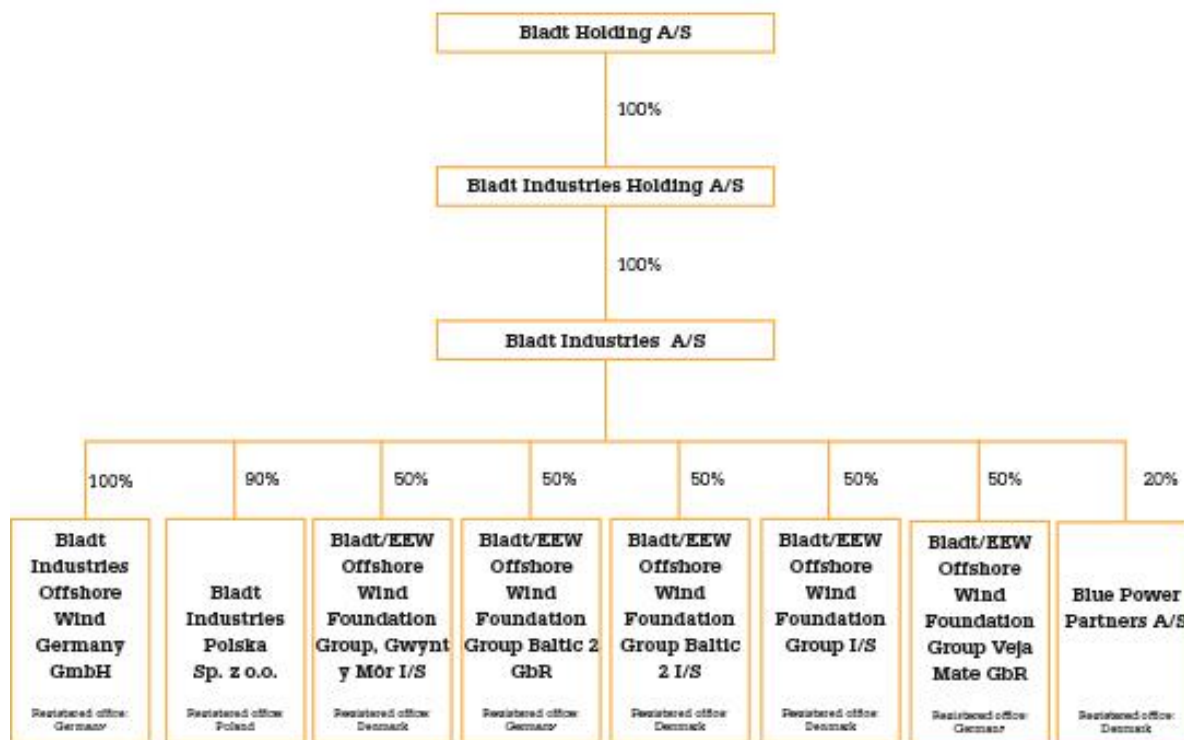 Bladt Holding A/S
100%
Bladt Industries Holding A/S
100%
Bladt Industries A/S
100%
90%
50%
50%
50%
50%
50%
20%
Bladt
Industries
Offshore
Wind
Germany
GmbH
Registered office:
Germany
Bladt
Industries
Polska
Sp. z o.o.
Registered office:
Poland
Bladt/EEW
Offshore
Wind
Foundation
Group, Gwynt
y Môr I/S
Registered office:
Denmark
Bladt/EEW
Offshore
Wind
Foundation
Group Baltic 2
GbR
Registered office:
Germany
Bladt/EEW
Offshore
Wind
Foundation
Group Baltic
2 I/S
Registered office:
Denmark
Bladt/EEW
Offshore
Wind
Foundation
Group I/S
Registered office:
Denmark
Bladt/EEW
Offshore
Wind
Foundation
Group Veja
Mate GbR
Registered office:
Germany
Blue Power
Partners A/S
Registered office:
Denmark